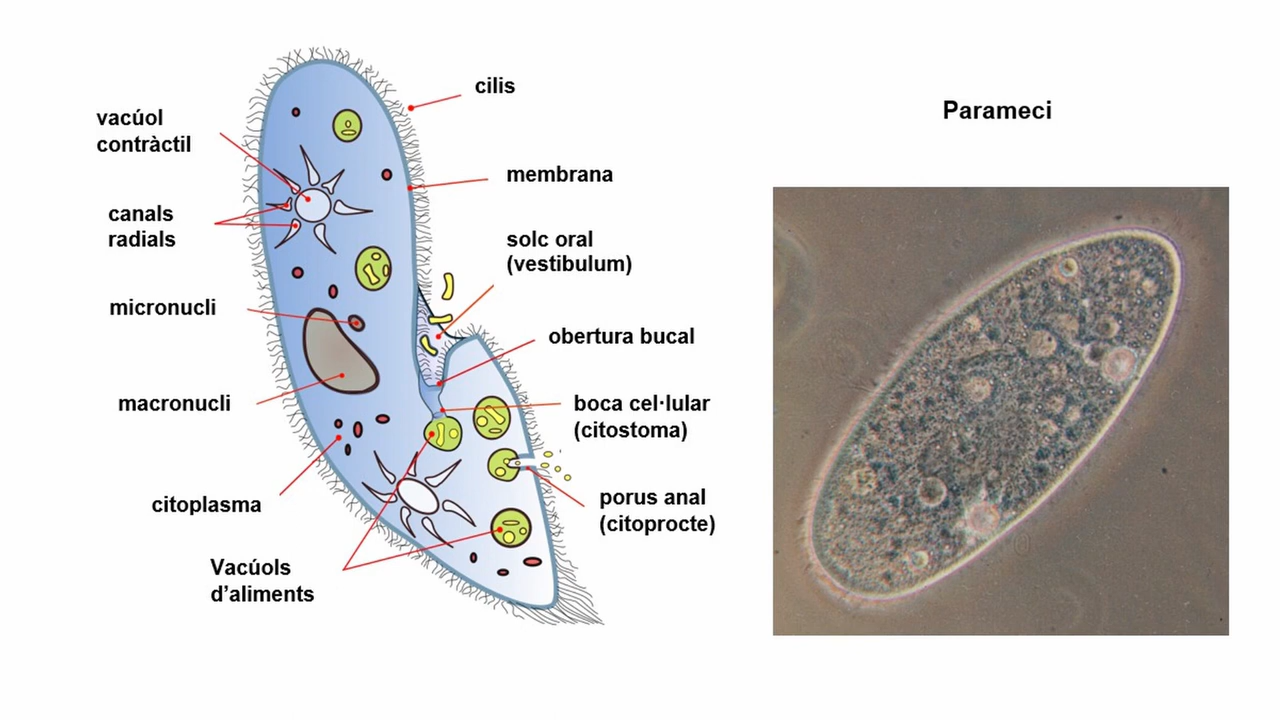 cilis
Parameci
vacúol
contràctil
membrana
canals
radials
solc oral
(vestibulum)
micronucli
obertura bucal
macronucli
boca cel·lular
(citostoma)
citoplasma
porus anal
(citoprocte)
Vacúols
d’aliments